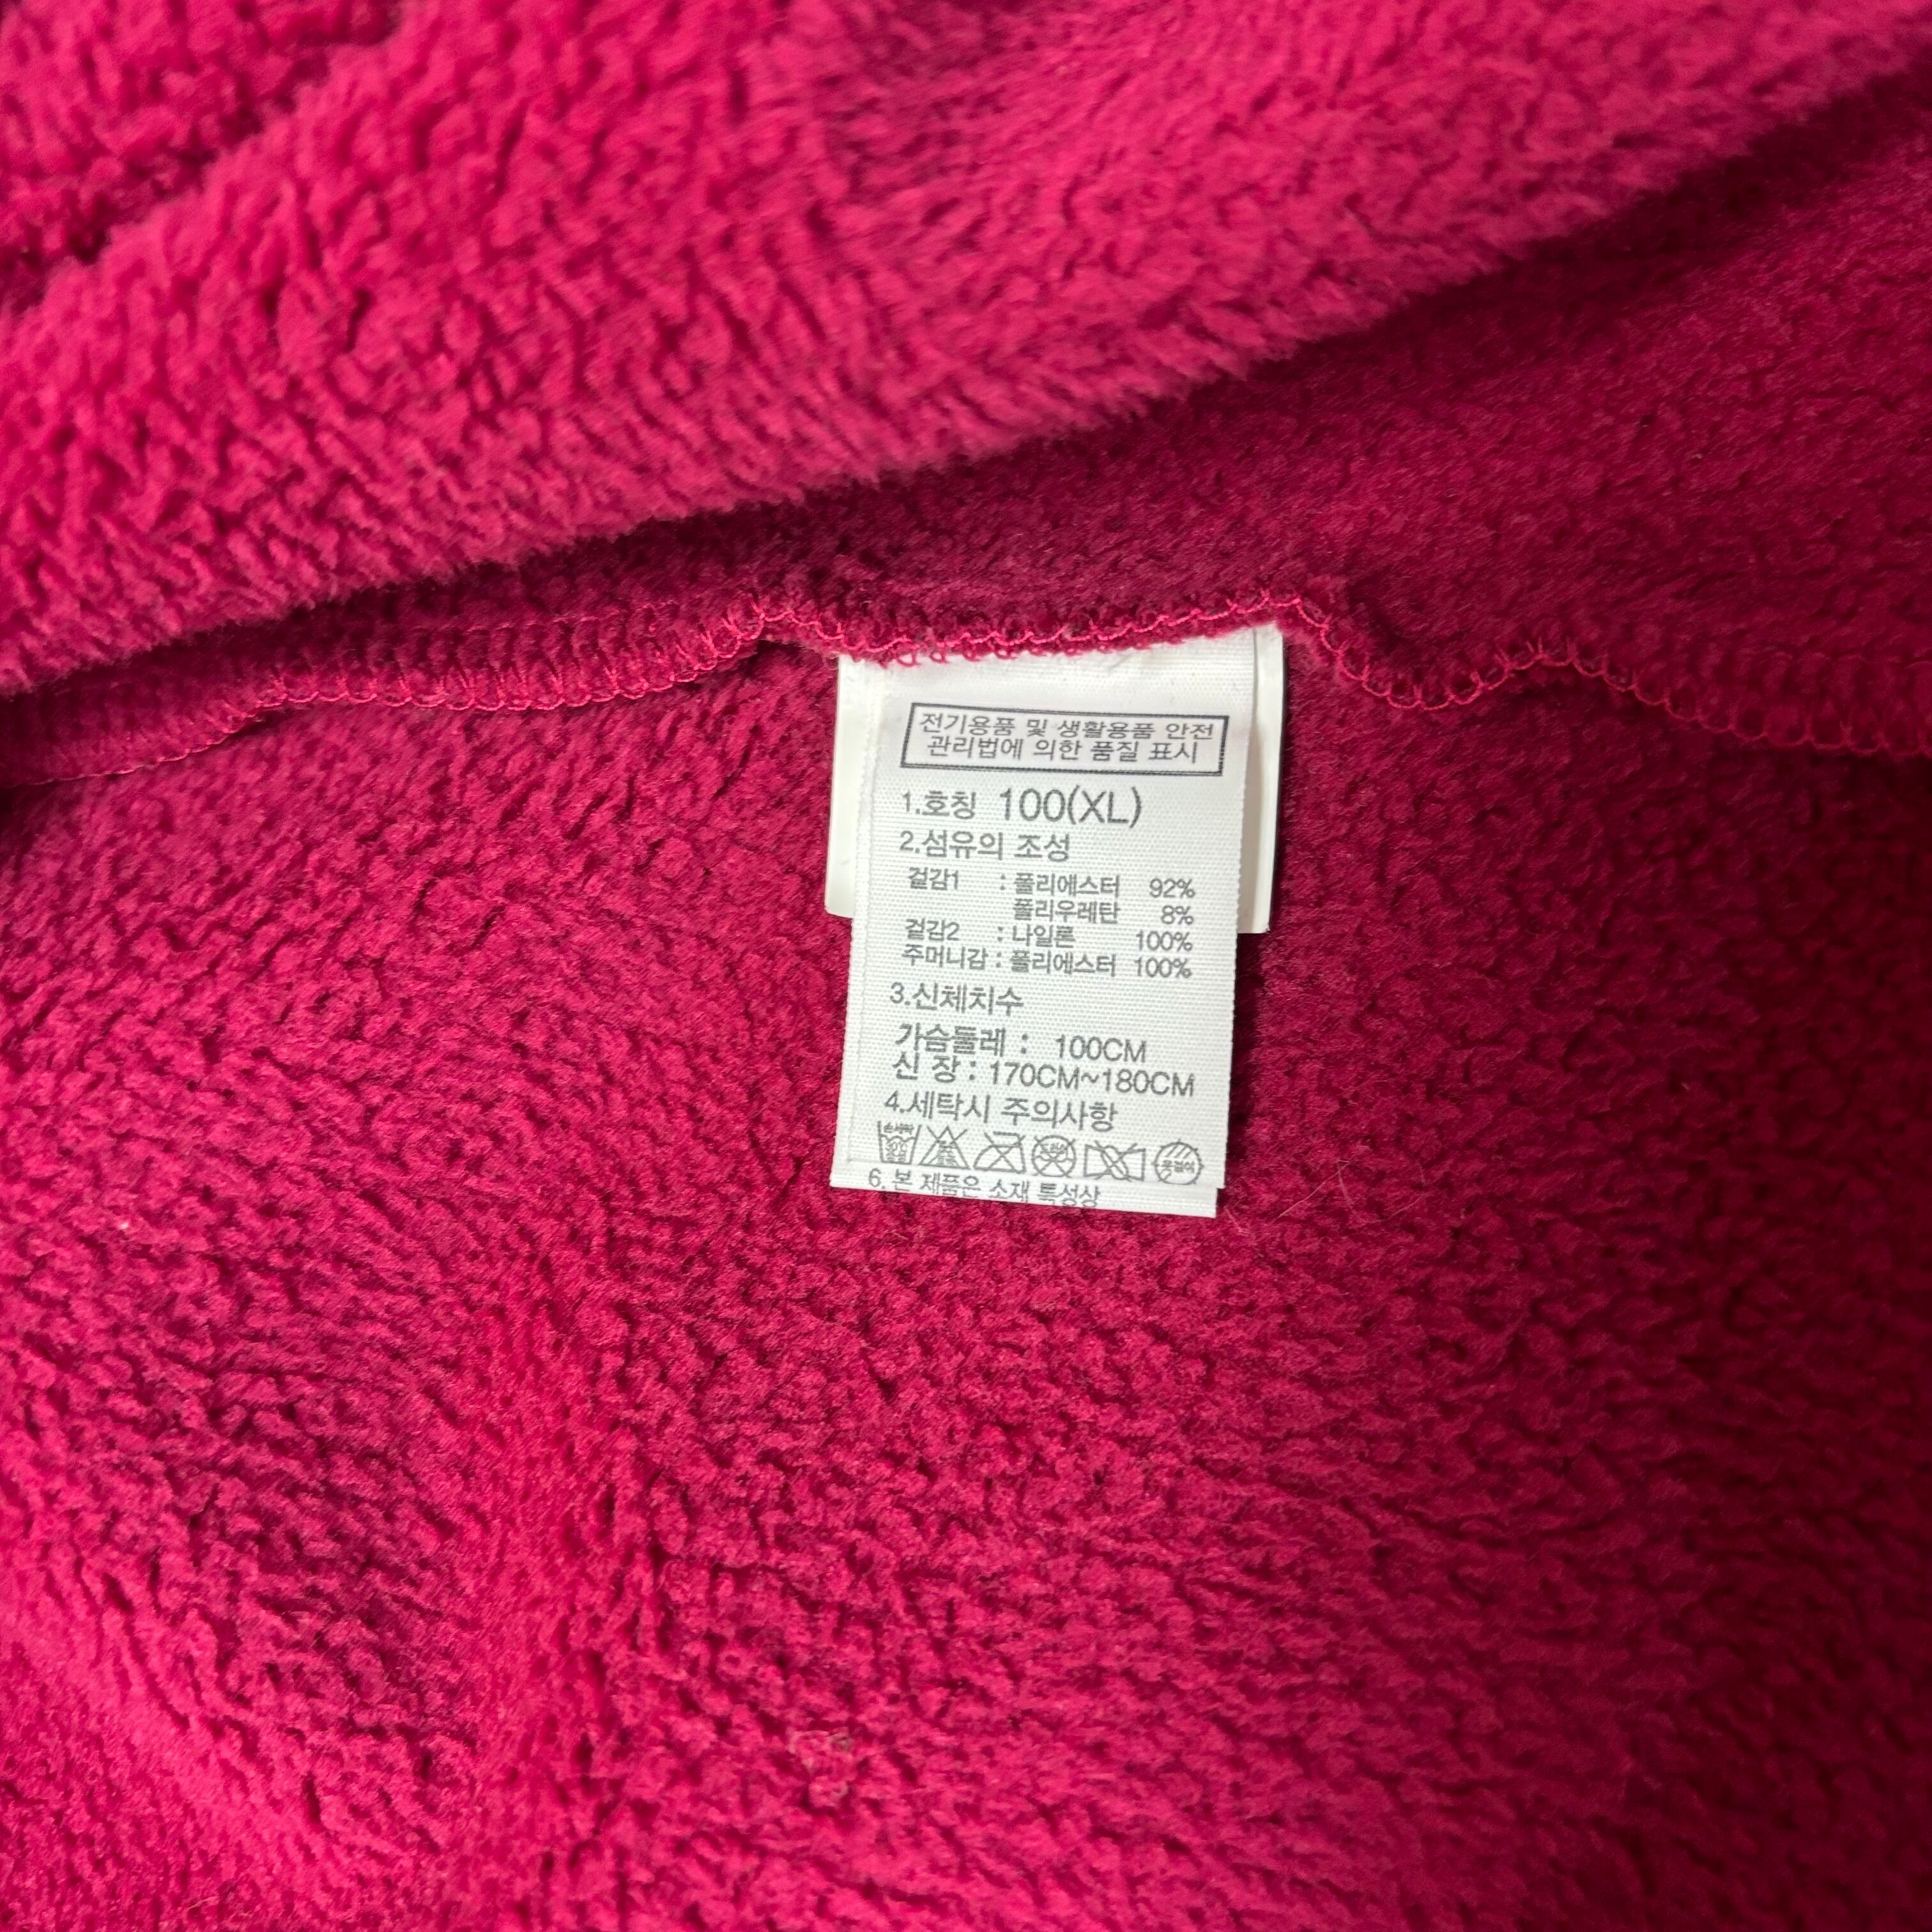 전기용품 및 생활용품 안전
관리법에 의한 품질 표시
1.호칭 100(XL)
2.섬유의 조성
겉감1 : 폴리에스터 92%
폴리우레탄 8%
겉감2 : 나일론 100%
주머니감 : 폴리에스터 100%
3.신체치수
가슴둘레 : 100CM
신 장 : 170CM~180CM
4.세탁시 주의사항
6. 본 제품은 소재 특성상